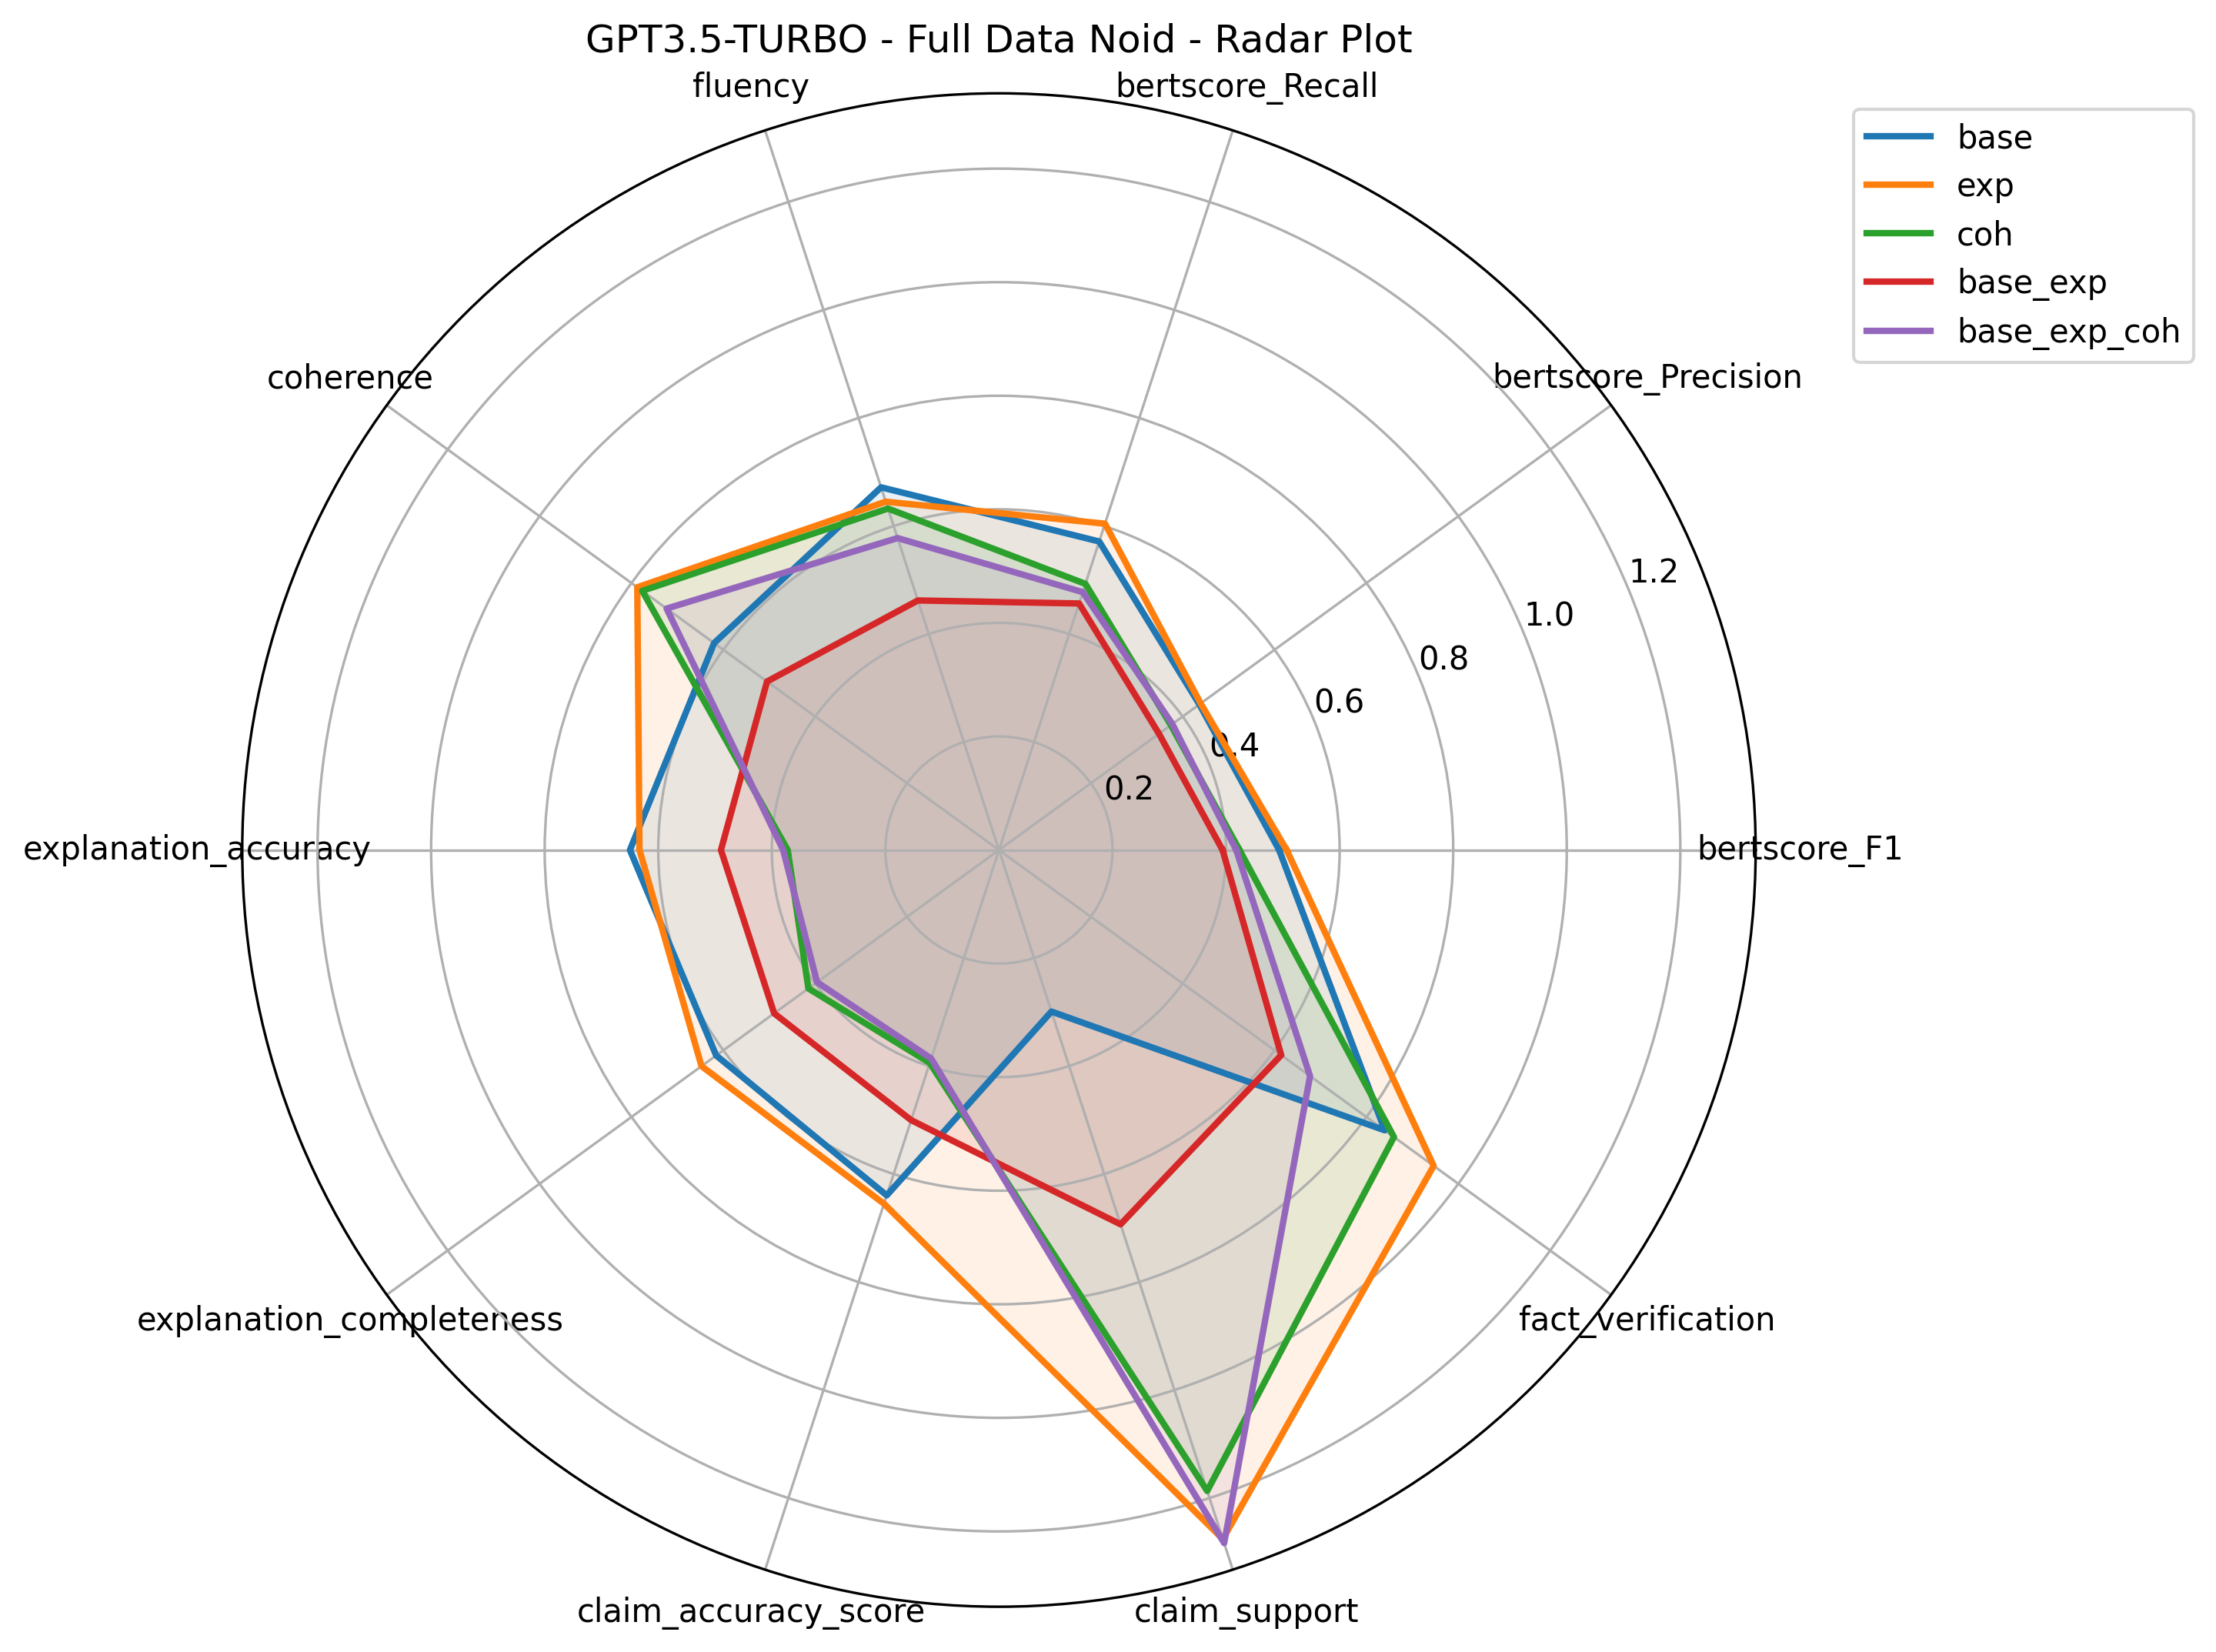 GPT3.5-TURBO - Full Data Noid - Radar Plot
fluency
bertscore_Recall
base
exp
coh
base_exp
base_exp_coh
coherence
bertscore_Precision
1.2
1.0
0.8
0.6
0.4
0.2
explanation_accuracy
bertscore_F1
explanation_completeness
fact_verification
claim_accuracy_score
claim_support